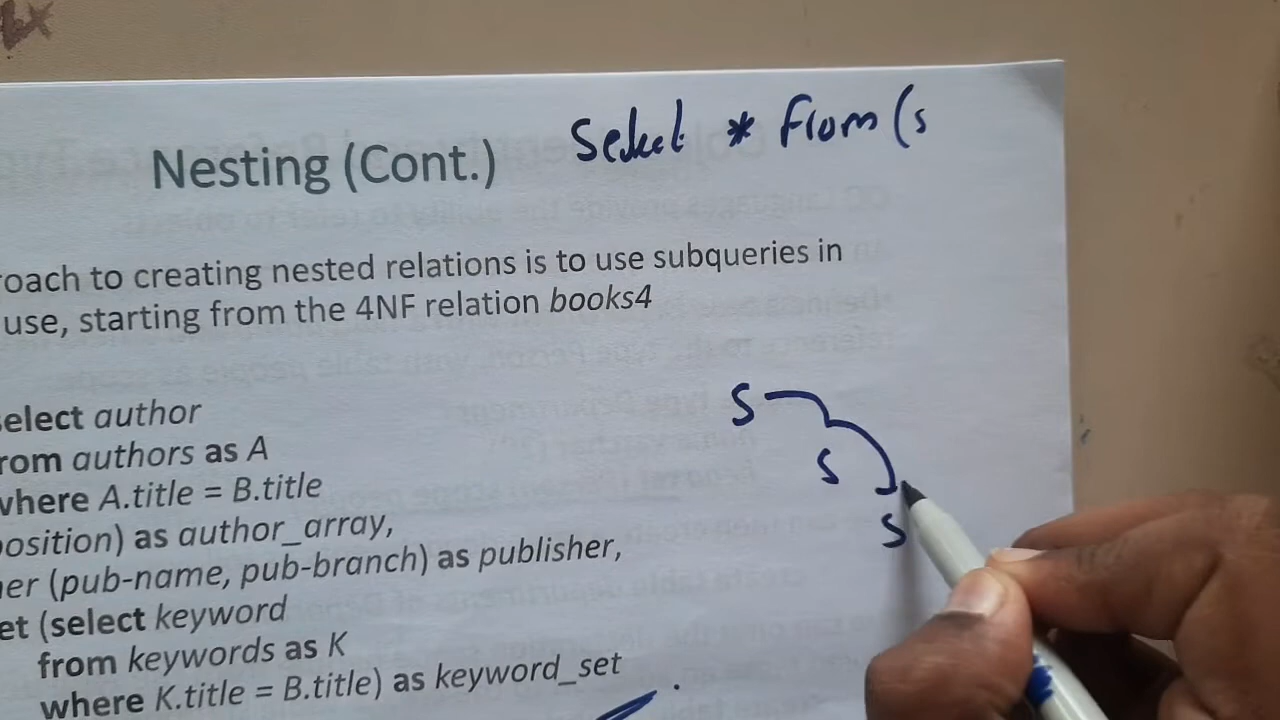 Select * From (s
Nesting (Cont.)
roach to creating nested relations is to use subqueries in
use, starting from the 4NF relation books4
select author
rom authors as A
where A.title = B.title
position) as author_array,
er (pub-name, pub-branch) as publisher,
et (select keyword
from keywords as K
where K.title = B.title) as keyword_set
S
S
S